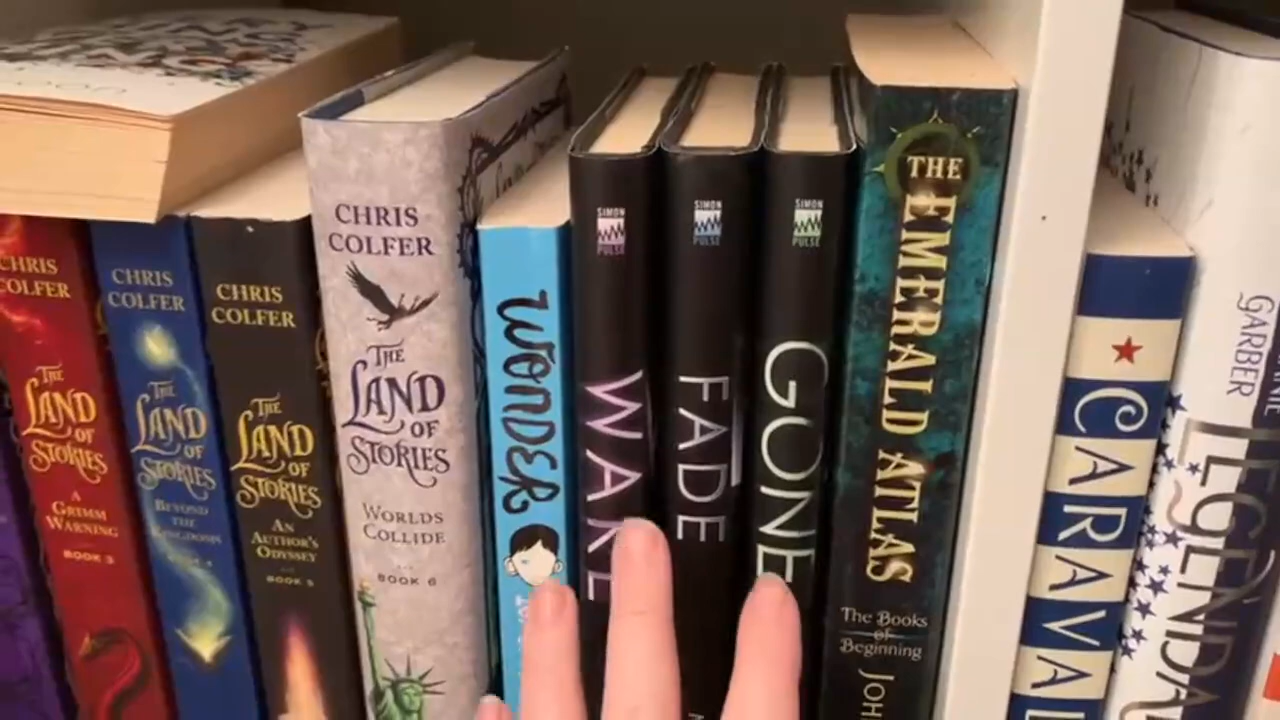 CHRIS
COLFER
THE
LAND
OF
STORIES
A
GRIMM
WARNING
BOOK 3
CHRIS
COLFER
THE
LAND
OF
STORIES
BEYOND
THE
KINGDOMS
CHRIS
COLFER
THE
LAND
OF
STORIES
AN
AUTHOR'S
ODYSSEY
BOOK 5
CHRIS
COLFER
THE
LAND
OF
STORIES
WORLDS
COLLIDE
BOOK 6
WONDER
SIMON
PULSE
WAKE
SIMON
PULSE
FADE
SIMON
PULSE
GONE
THE
EMERALD ATLAS
The Books
of
Beginning
JOH
CARAVAL
GARBER
LEGENDA